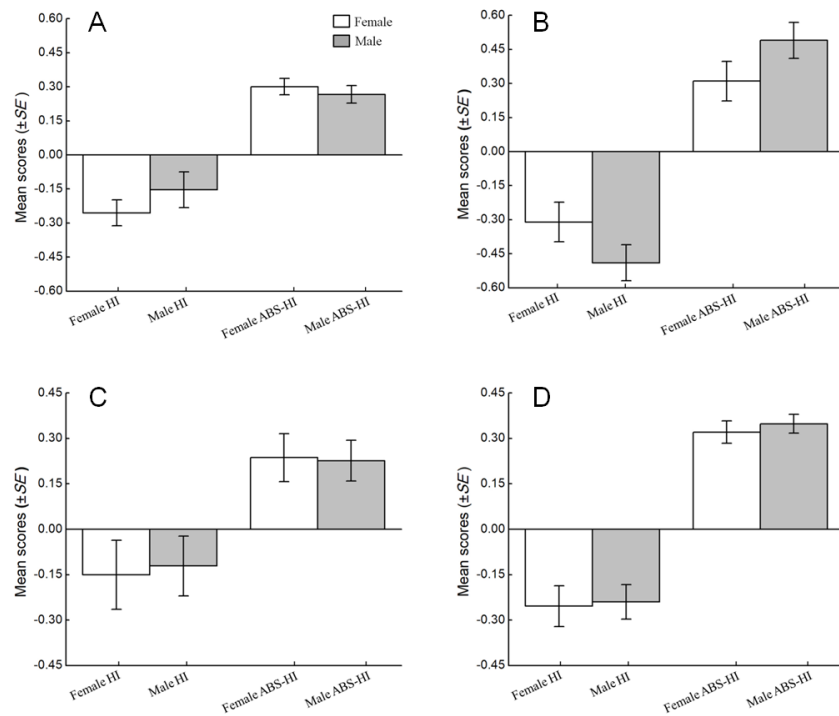 A
Female
Male
Mean scores (±SE)
0.60
0.45
0.30
0.15
0.00
-0.15
-0.30
-0.45
-0.60
Female HI
Male HI
Female ABS-HI
Male ABS-HI
B
Mean scores (±SE)
0.60
0.45
0.30
0.15
0.00
-0.15
-0.30
-0.45
-0.60
Female HI
Male HI
Female ABS-HI
Male ABS-HI
C
Mean scores (±SE)
0.45
0.30
0.15
0.00
-0.15
-0.30
-0.45
Female HI
Male HI
Female ABS-HI
Male ABS-HI
D
Mean scores (±SE)
0.45
0.30
0.15
0.00
-0.15
-0.30
-0.45
Female HI
Male HI
Female ABS-HI
Male ABS-HI